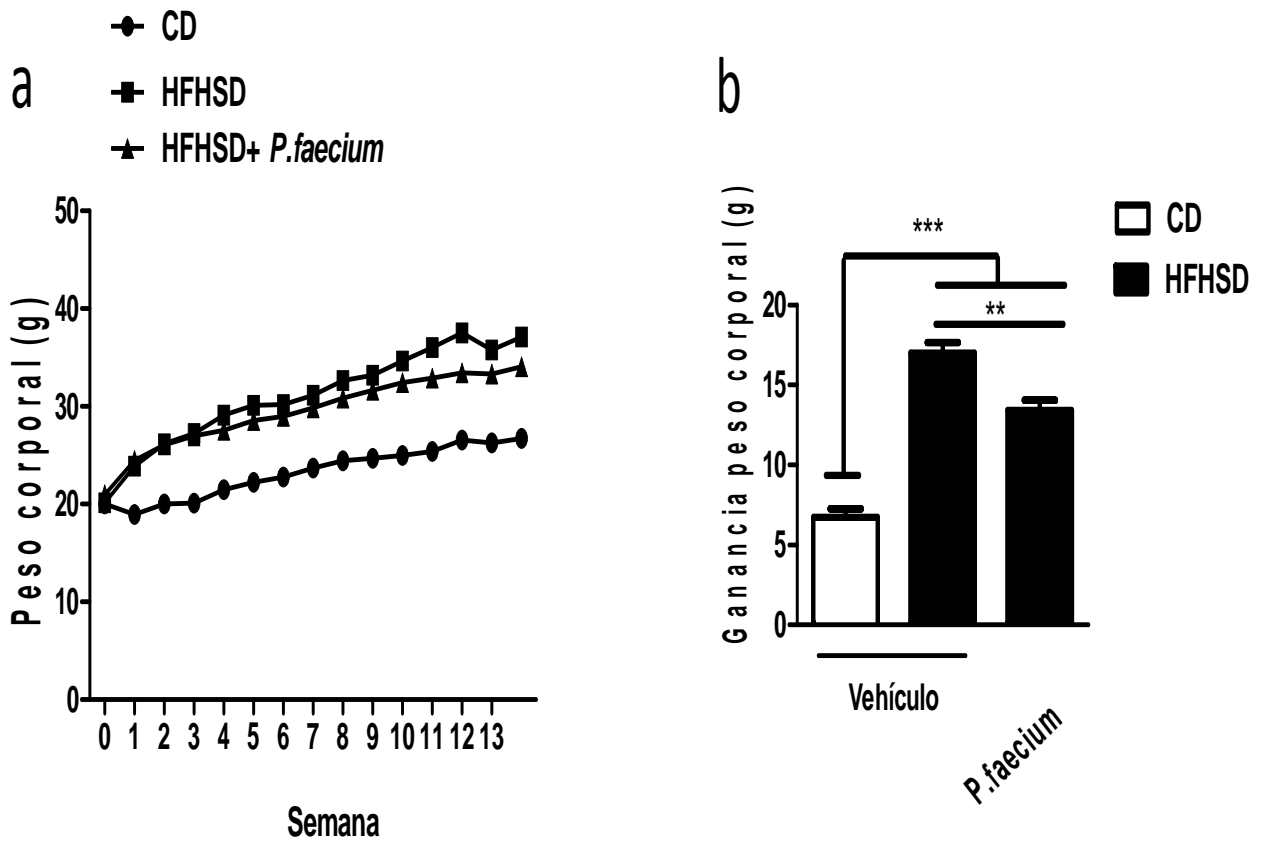 a
CD
HFHSD
HFHSD+ P.faecium
50
40
30
20
10
0
Peso corporal (g)
0 1 2 3 4 5 6 7 8 9 10 11 12 13
Semana
b
CD
HFHSD
***
**
20
15
10
5
0
Ganancia peso corporal (g)
Vehículo
P.faecium